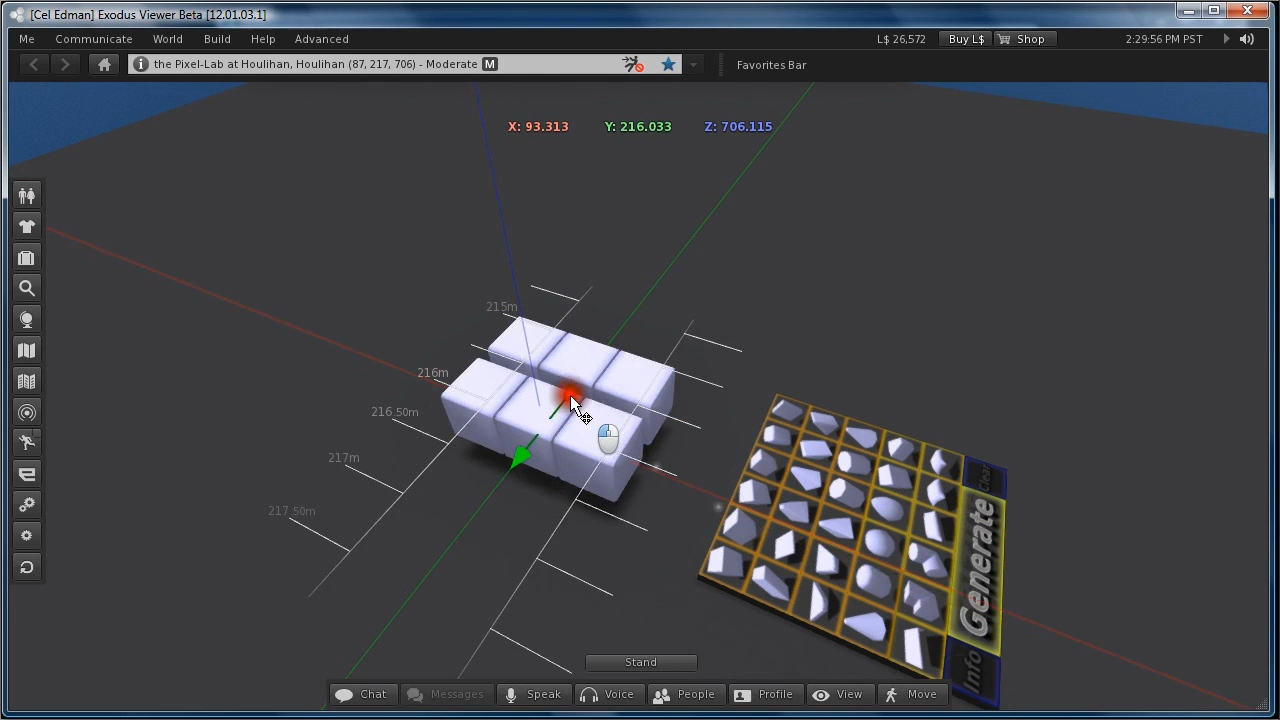 [Cel Edman] Exodus Viewer Beta [12.01.03.1]
Me Communicate World Build Help Advanced L$ 26,572 Buy L$ Shop 2:29:56 PM PST
the Pixel-Lab at Houlihan, Houlihan (87, 217, 706) - Moderate M Favorites Bar
X: 93.313 Y: 216.033 Z: 706.115
215m
216m
216.50m
217m
217.50m
Clear
Generate
Info
Stand
Chat Messages Speak Voice People Profile View Move